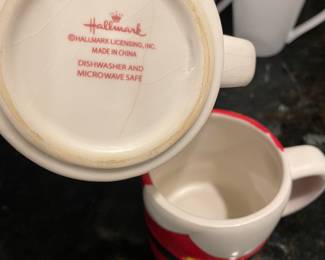 Hallmark
©HALLMARK LICENSING, INC.
MADE IN CHINA
DISHWASHER AND
MICROWAVE SAFE